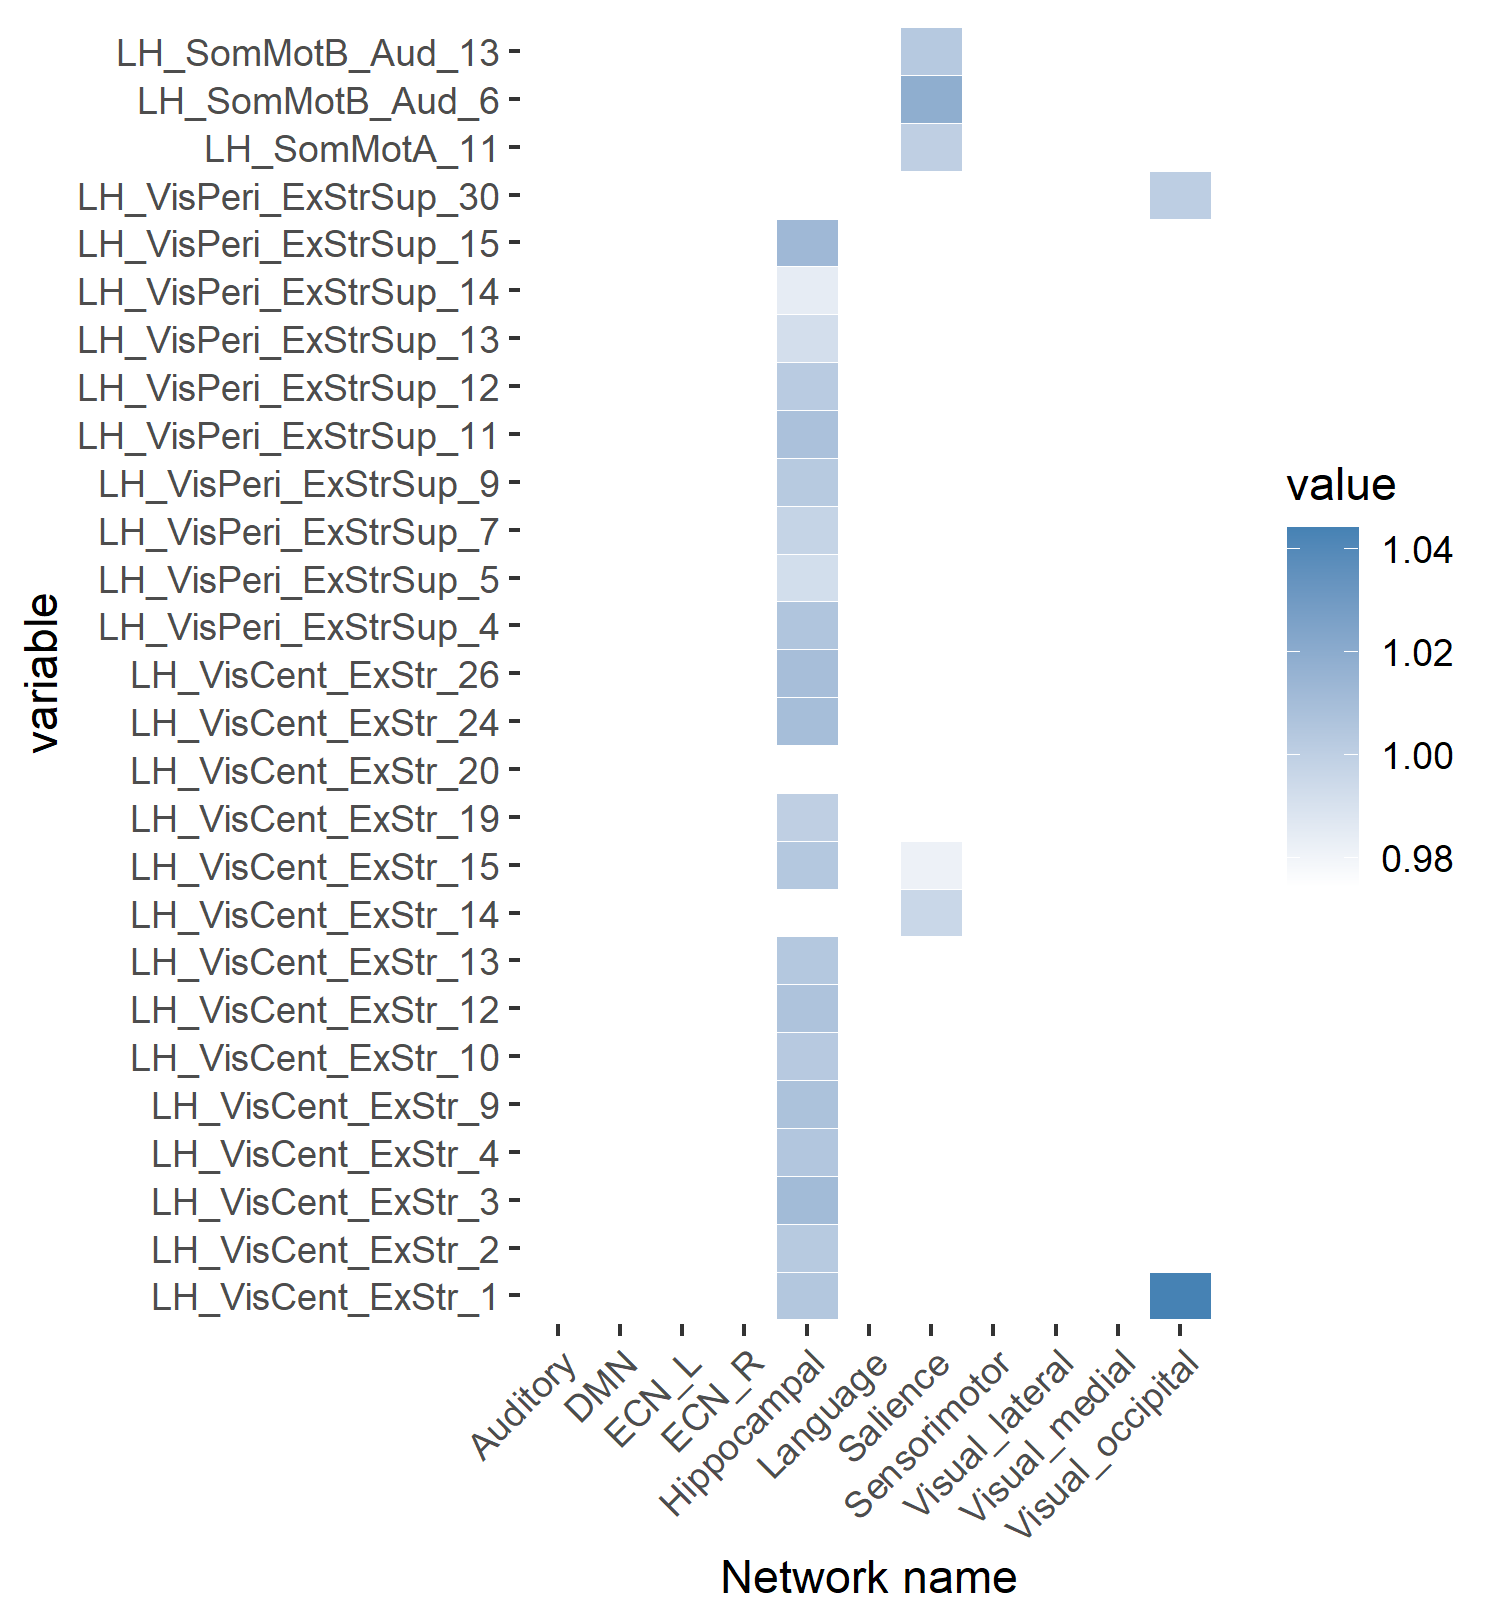 LH_SomMotB_Aud_13
LH_SomMotB_Aud_6
LH_SomMotA_11
LH_VisPeri_ExStrSup_30
LH_VisPeri_ExStrSup_15
LH_VisPeri_ExStrSup_14
LH_VisPeri_ExStrSup_13
LH_VisPeri_ExStrSup_12
LH_VisPeri_ExStrSup_11
LH_VisPeri_ExStrSup_9
LH_VisPeri_ExStrSup_7
LH_VisPeri_ExStrSup_5
LH_VisPeri_ExStrSup_4
LH_VisCent_ExStr_26
LH_VisCent_ExStr_24
LH_VisCent_ExStr_20
LH_VisCent_ExStr_19
LH_VisCent_ExStr_15
LH_VisCent_ExStr_14
LH_VisCent_ExStr_13
LH_VisCent_ExStr_12
LH_VisCent_ExStr_10
LH_VisCent_ExStr_9
LH_VisCent_ExStr_4
LH_VisCent_ExStr_3
LH_VisCent_ExStr_2
LH_VisCent_ExStr_1
variable
Auditory
DMN
ECN_L
ECN_R
Hippocampal
Language
Salience
Sensorimotor
Visual_lateral
Visual_medial
Visual_occipital
Network name
value
1.04
1.02
1.00
0.98